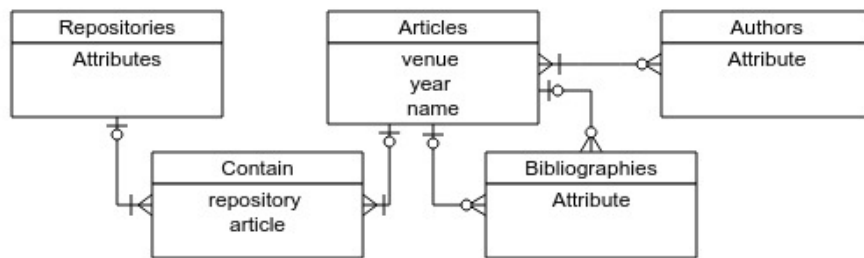 Repositories
Attributes
Articles
venue
year
name
Authors
Attribute
Contain
repository
article
Bibliographies
Attribute